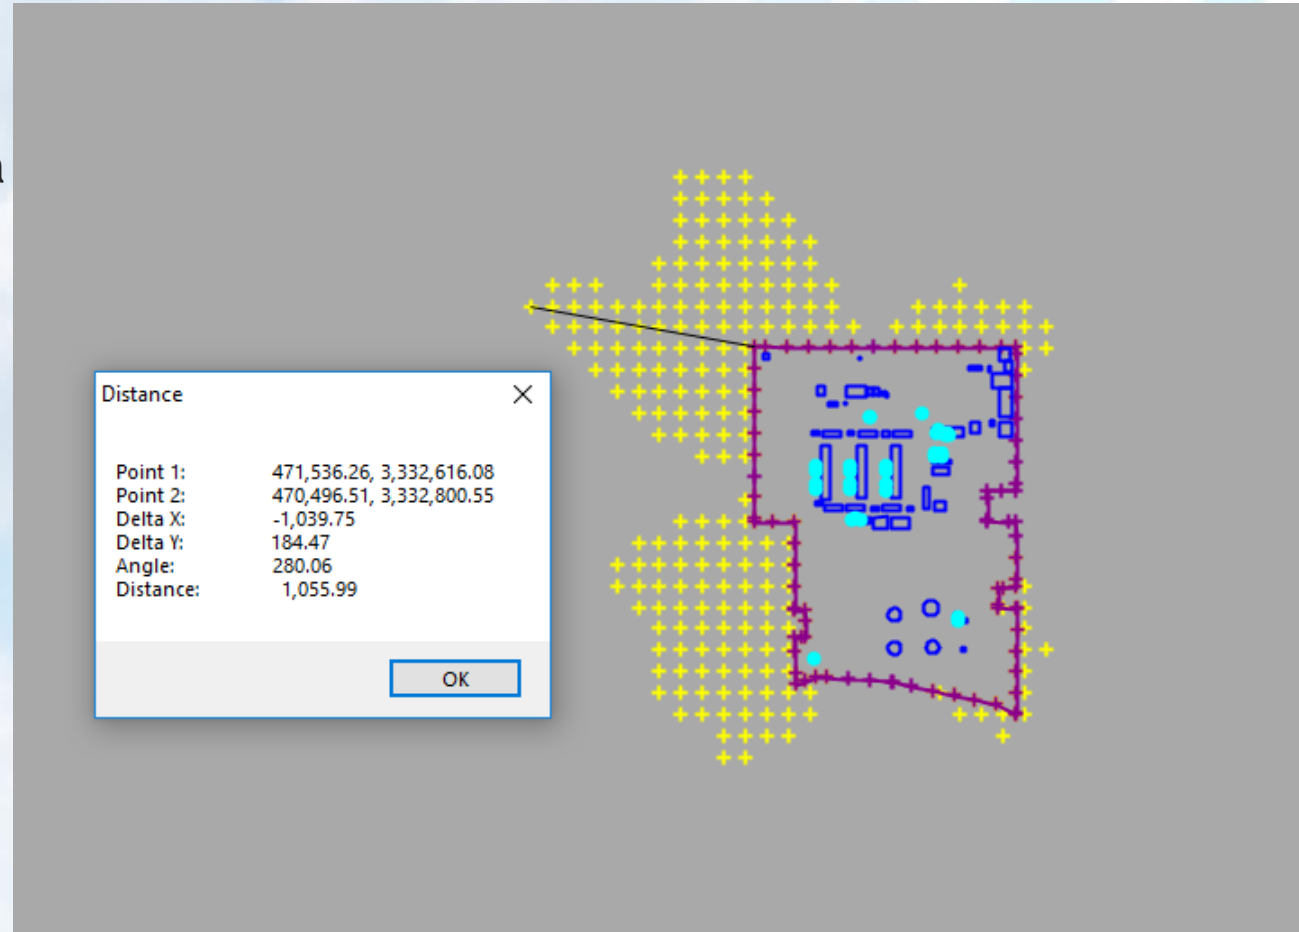 Distance
Point 1: 471,536.26, 3,332,616.08
Point 2: 470,496.51, 3,332,800.55
Delta X: -1,039.75
Delta Y: 184.47
Angle: 280.06
Distance: 1,055.99
OK